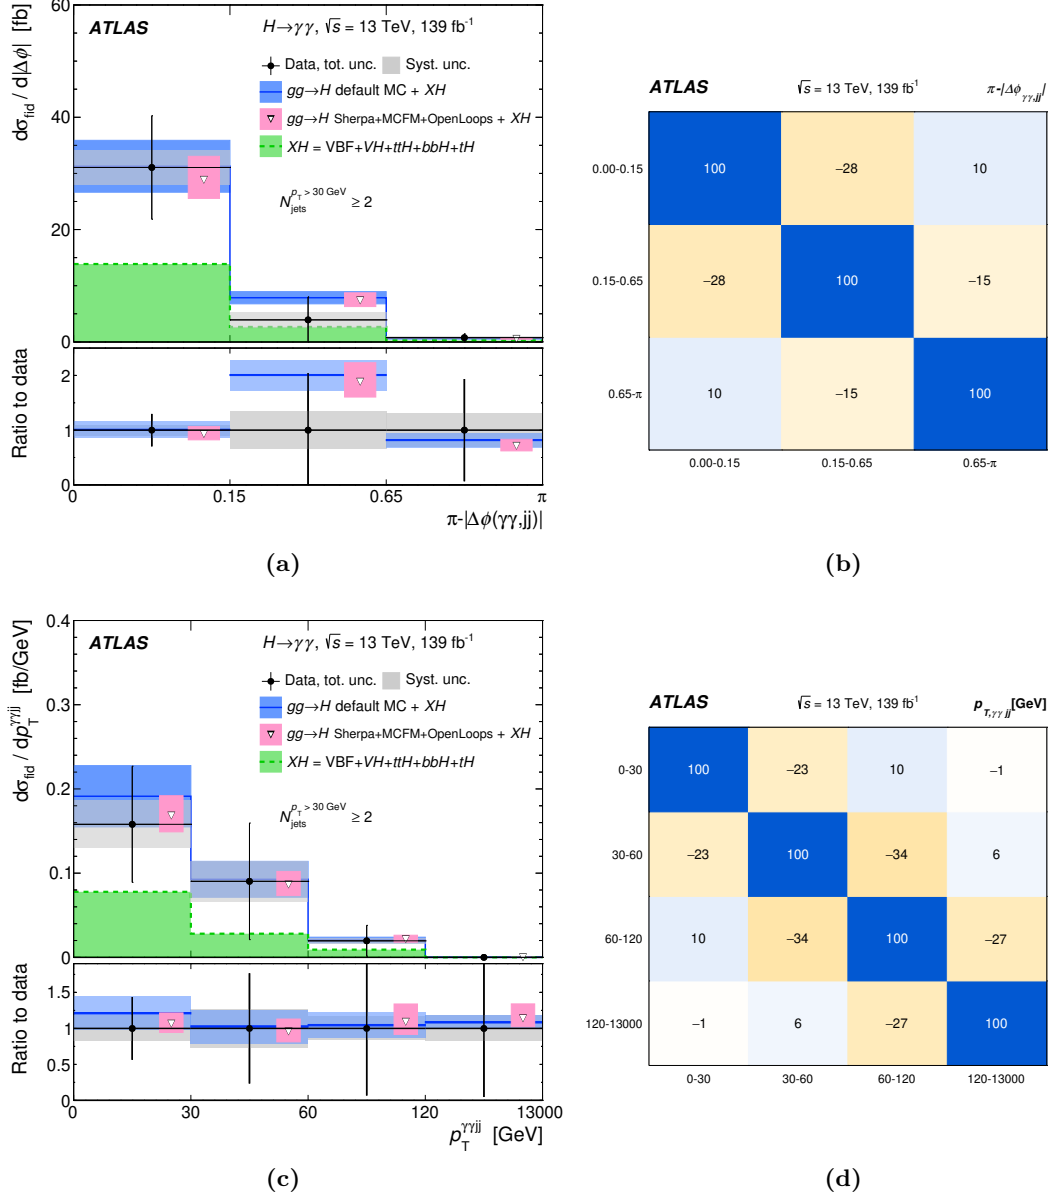 ATLAS
H→γγ, √s = 13 TeV, 139 fb⁻¹
Data, tot. unc. Syst. unc.
gg→H default MC + XH
gg→H Sherpa+MCFM+OpenLoops + XH
XH = VBF+VH+ttH+bbH+tH
N_jets^{p_T > 30 GeV} ≥ 2
dσ_fid / d|Δϕ| [fb]
60
40
20
0
Ratio to data
2
1
0
0 0.15 0.65 π
π-|Δϕ(γγ,jj)|
(a)
ATLAS √s = 13 TeV, 139 fb⁻¹ π-|Δϕ_{γγ,jj}|
0.00-0.15 100 −28 10
0.15-0.65 −28 100 −15
0.65-π 10 −15 100
0.00-0.15 0.15-0.65 0.65-π
(b)
ATLAS
H→γγ, √s = 13 TeV, 139 fb⁻¹
Data, tot. unc. Syst. unc.
gg→H default MC + XH
gg→H Sherpa+MCFM+OpenLoops + XH
XH = VBF+VH+ttH+bbH+tH
N_jets^{p_T > 30 GeV} ≥ 2
dσ_fid / dp_T^{γγjj} [fb/GeV]
0.4
0.3
0.2
0.1
0
Ratio to data
1.5
1
0.5
0
0 30 60 120 13000
p_T^{γγjj} [GeV]
(c)
ATLAS √s = 13 TeV, 139 fb⁻¹ p_{T,γγ jj}[GeV]
0-30 100 −23 10 −1
30-60 −23 100 −34 6
60-120 10 −34 100 −27
120-13000 −1 6 −27 100
0-30 30-60 60-120 120-13000
(d)